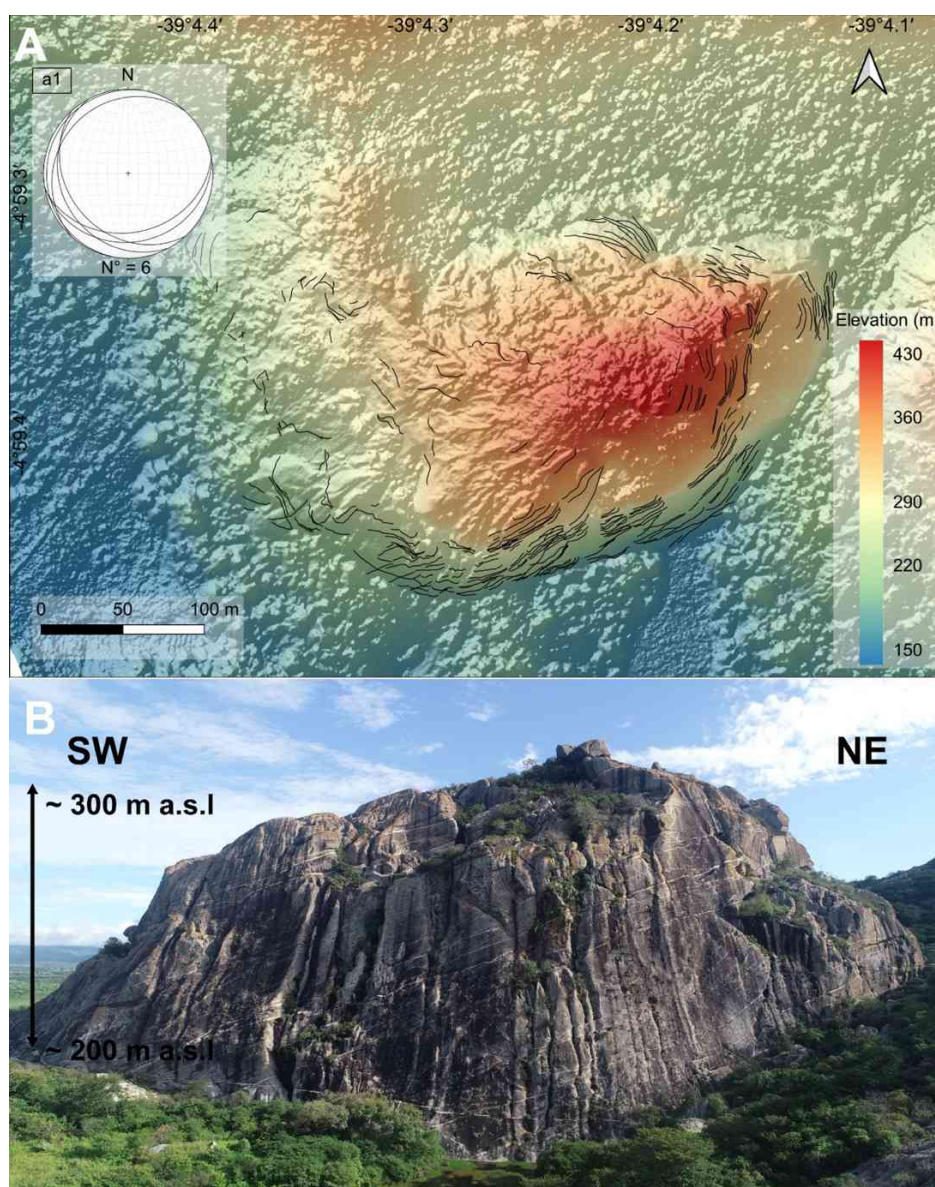 A
-39°4.4′ -39°4.3′ -39°4.2′ -39°4.1′
a1
N
N° = 6
-4°59.3′
-4°59.4′
Elevation (m
430
360
290
220
150
0 50 100 m
B
SW NE
~ 300 m a.s.l
~ 200 m a.s.l